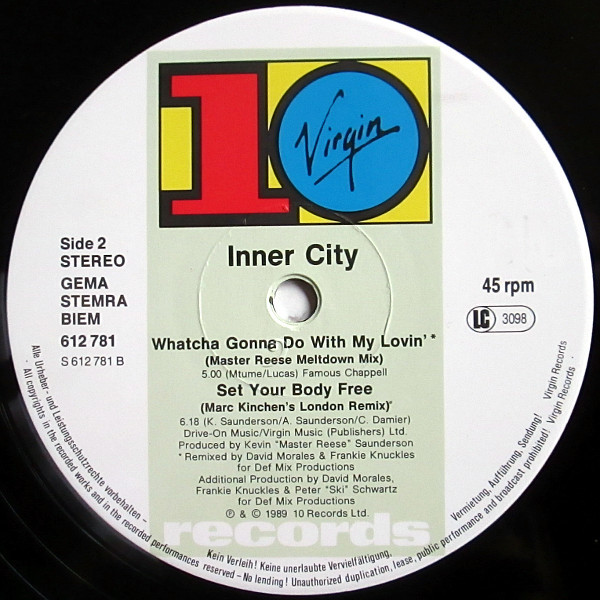 10
Virgin
Inner City
Side 2
STEREO
GEMA
STEMRA
BIEM
612 781
S 612 781 B
45 rpm
LC 3098
Whatcha Gonna Do With My Lovin'*
(Master Reese Meltdown Mix)
5.00 (Mtume/Lucas) Famous Chappell
Set Your Body Free
(Marc Kinchen's London Remix)*
6.18 (K. Saunderson/A. Saunderson/C. Damier)
Drive-On Music/Virgin Music (Publishers) Ltd.
Produced by Kevin "Master Reese" Saunderson
*Remixed by David Morales & Frankie Knuckles
for Def Mix Productions
Additional Production by David Morales,
Frankie Knuckles & Peter "Ski" Schwartz
for Def Mix Productions
℗ & © 1989 10 Records Ltd.
records
Alle Urheber- und Leistungsschutzrechte vorbehalten – Kein Verleih! Keine unerlaubte Vervielfältigung, Vermietung, Aufführung, Sendung! Virgin Records ·
· All copyrights in the recorded works and in the recorded performances reserved – No lending! Unauthorized duplication, lease, public performance and broadcast prohibited! Virgin Records ·